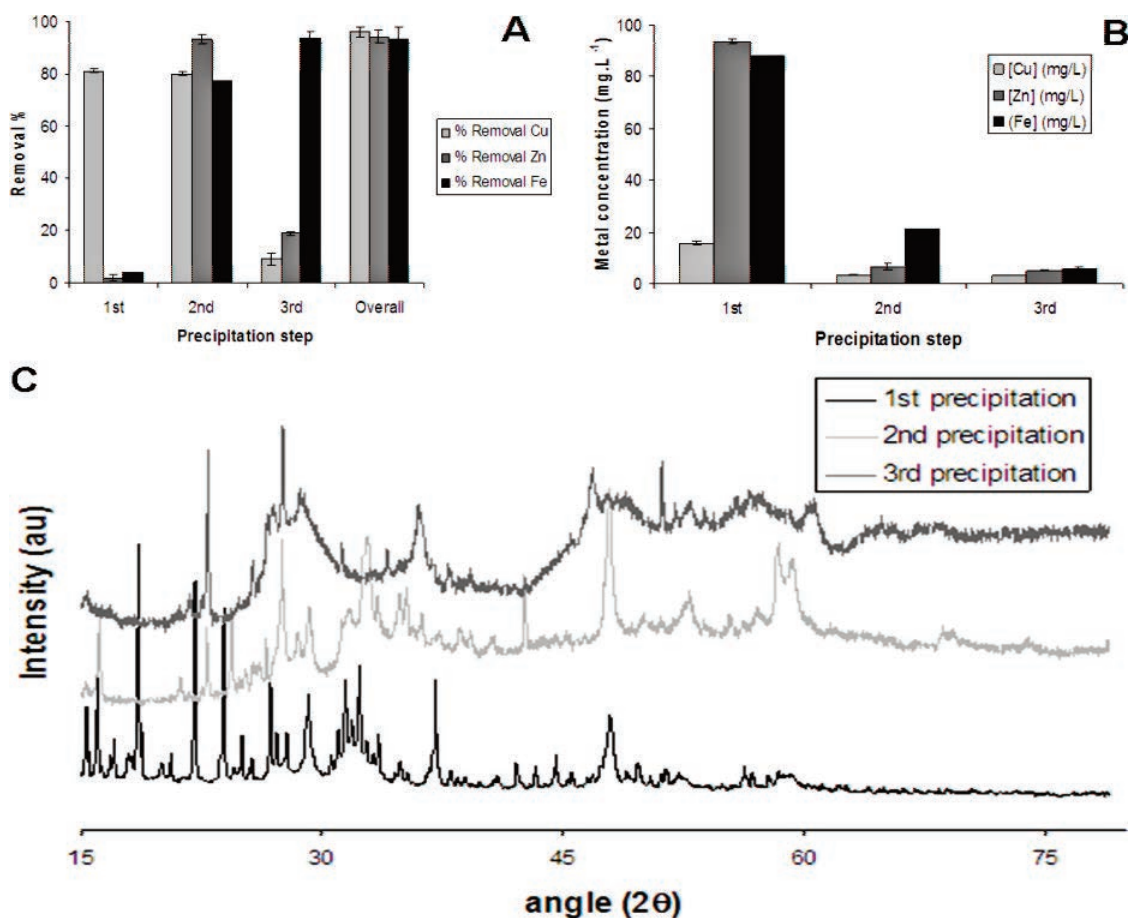 A
100
80
60
40
20
0
Removal %
1st
2nd
3rd
Overall
Precipitation step
% Removal Cu
% Removal Zn
% Removal Fe
B
100
80
60
40
20
0
Metal concentration (mg.L⁻¹)
1st
2nd
3rd
Precipitation step
[Cu] (mg/L)
[Zn] (mg/L)
(Fe] (mg/L)
C
1st precipitation
2nd precipitation
3rd precipitation
Intensity (au)
15
30
45
60
75
angle (2θ)